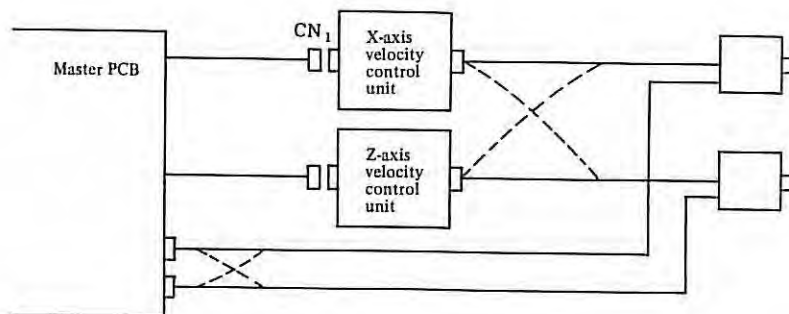 CN1
X-axis
velocity
control
unit
Master PCB
Z-axis
velocity
control
unit